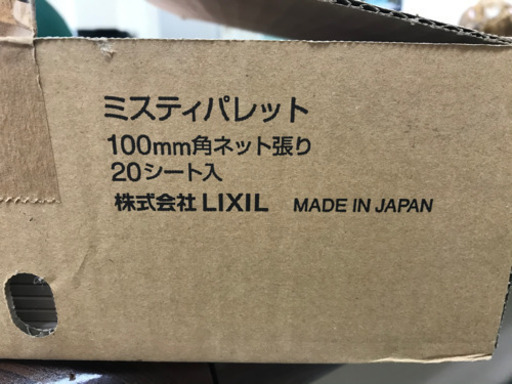 ミスティパレット
100mm角ネット張り
20シート入
株式会社 LIXIL MADE IN JAPAN